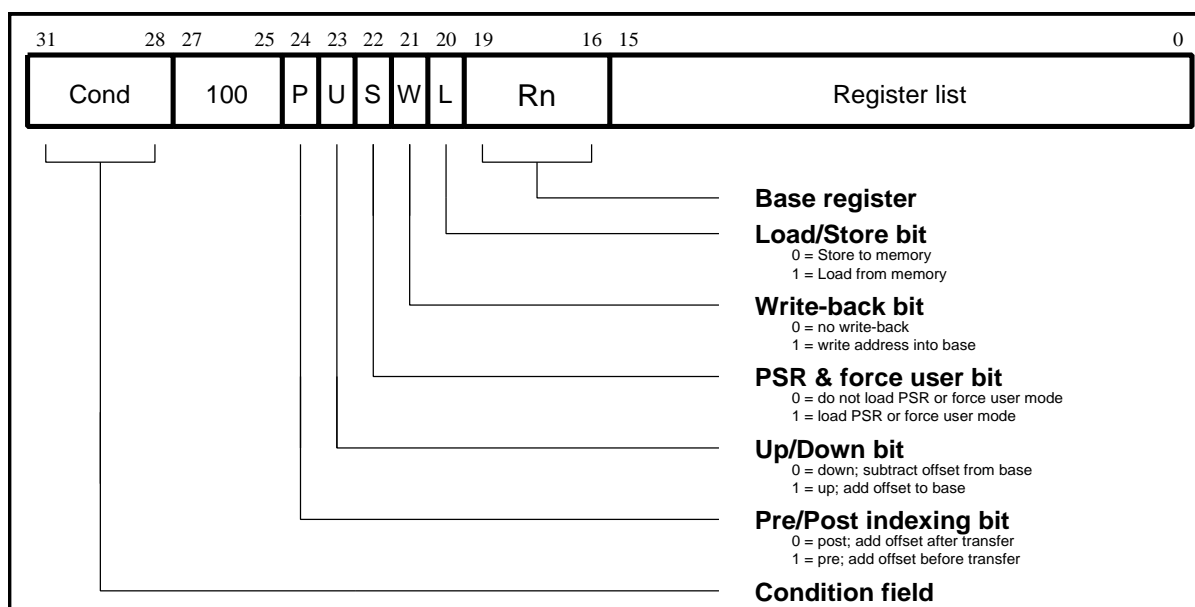 31 28 27 25 24 23 22 21 20 19 16 15 0
Cond 100 P U S W L Rn Register list
Base register
Load/Store bit
0 = Store to memory
1 = Load from memory
Write-back bit
0 = no write-back
1 = write address into base
PSR & force user bit
0 = do not load PSR or force user mode
1 = load PSR or force user mode
Up/Down bit
0 = down; subtract offset from base
1 = up; add offset to base
Pre/Post indexing bit
0 = post; add offset after transfer
1 = pre; add offset before transfer
Condition field